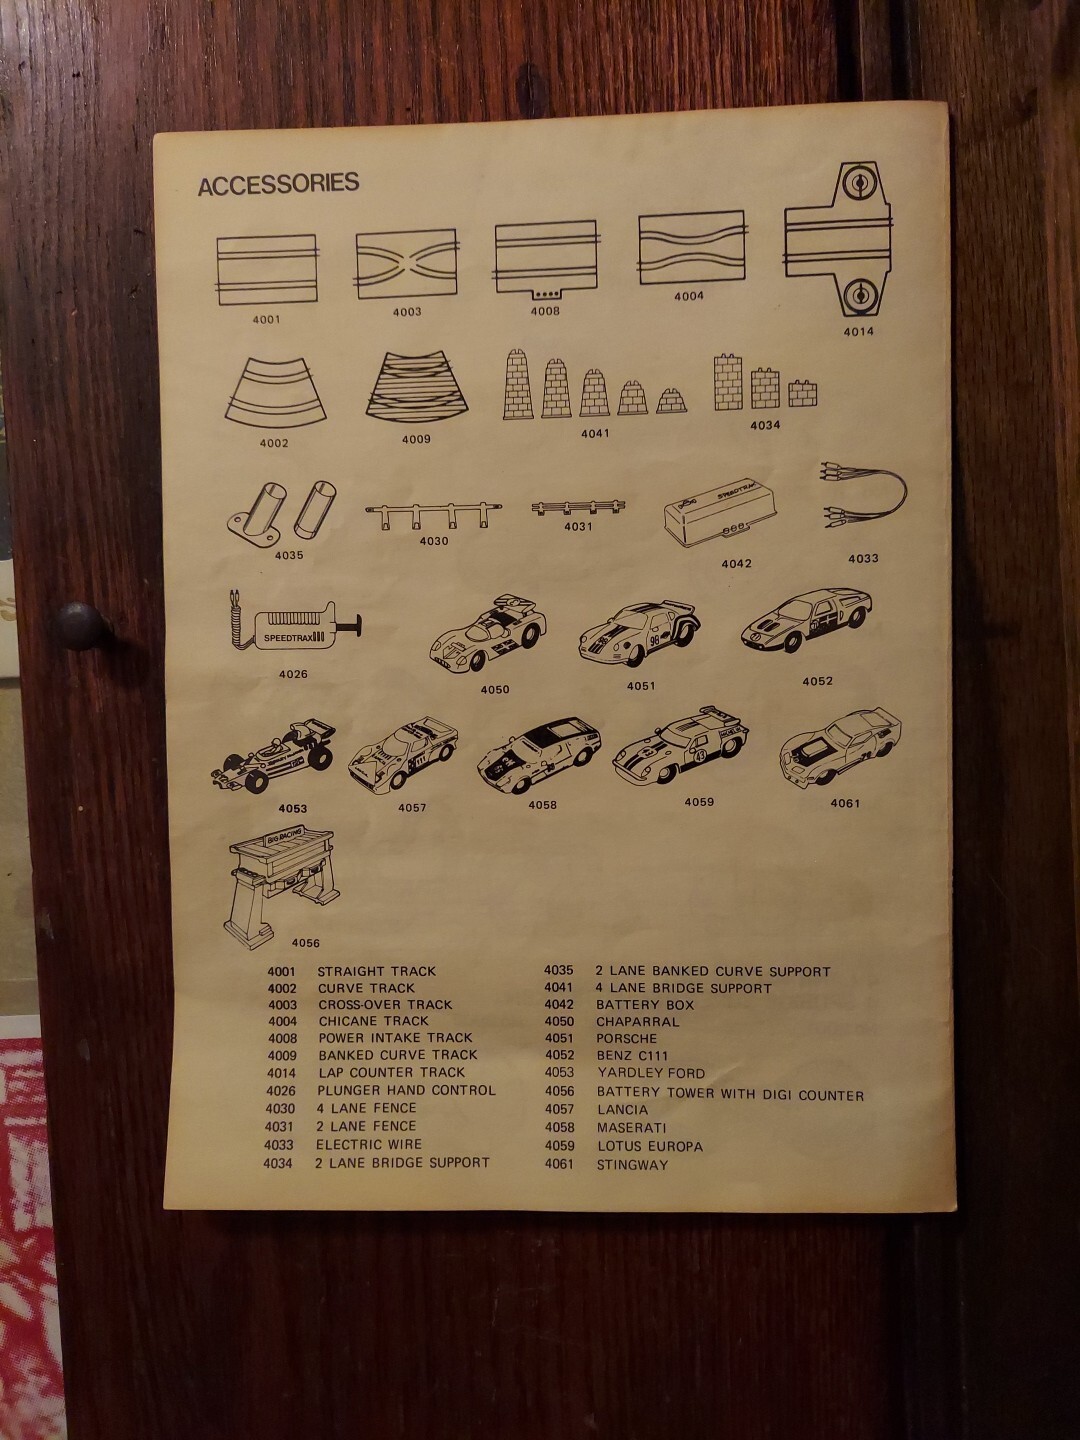 ACCESSORIES
4001
4003
4008
4004
4014
4002
4009
4041
4034
SPEEDTRAX
4035
4030
4031
4042
4033
SPEEDTRAX
4026
98
4050
4051
4052
43
4053
4057
4058
4059
4061
BIG RACING
4056
4001 STRAIGHT TRACK
4002 CURVE TRACK
4003 CROSS-OVER TRACK
4004 CHICANE TRACK
4008 POWER INTAKE TRACK
4009 BANKED CURVE TRACK
4014 LAP COUNTER TRACK
4026 PLUNGER HAND CONTROL
4030 4 LANE FENCE
4031 2 LANE FENCE
4033 ELECTRIC WIRE
4034 2 LANE BRIDGE SUPPORT
4035 2 LANE BANKED CURVE SUPPORT
4041 4 LANE BRIDGE SUPPORT
4042 BATTERY BOX
4050 CHAPARRAL
4051 PORSCHE
4052 BENZ C111
4053 YARDLEY FORD
4056 BATTERY TOWER WITH DIGI COUNTER
4057 LANCIA
4058 MASERATI
4059 LOTUS EUROPA
4061 STINGWAY